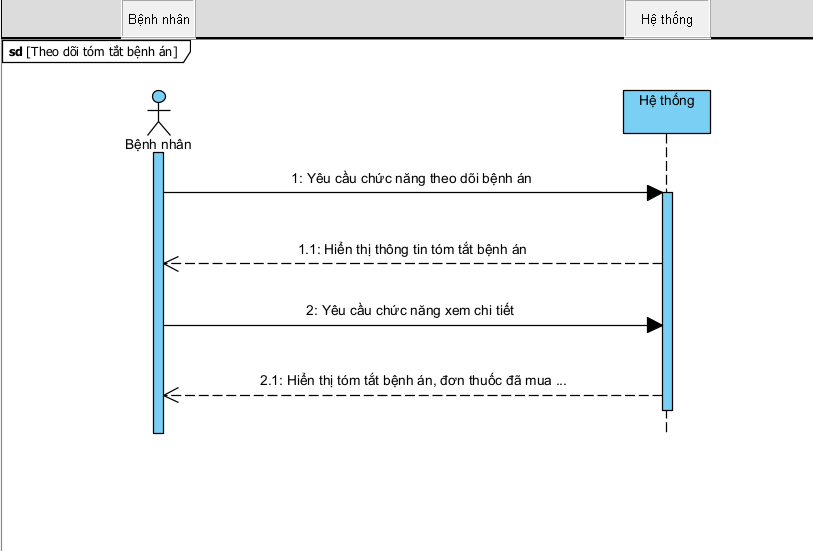 Bệnh nhân
Hệ thống
sd [Theo dõi tóm tắt bệnh án]
Hệ thống
Bệnh nhân
1: Yêu cầu chức năng theo dõi bệnh án
1.1: Hiển thị thông tin tóm tắt bệnh án
2: Yêu cầu chức năng xem chi tiết
2.1: Hiển thị tóm tắt bệnh án, đơn thuốc đã mua ...